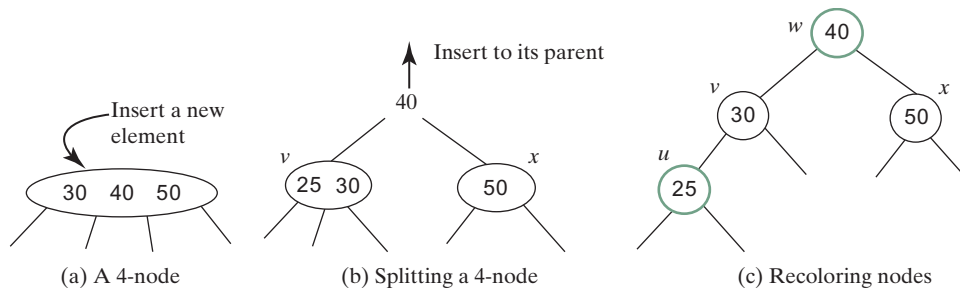 Insert a new
element
30 40 50
(a) A 4-node
Insert to its parent
40
v
25 30
x
50
(b) Splitting a 4-node
w
40
v
30
x
50
u
25
(c) Recoloring nodes